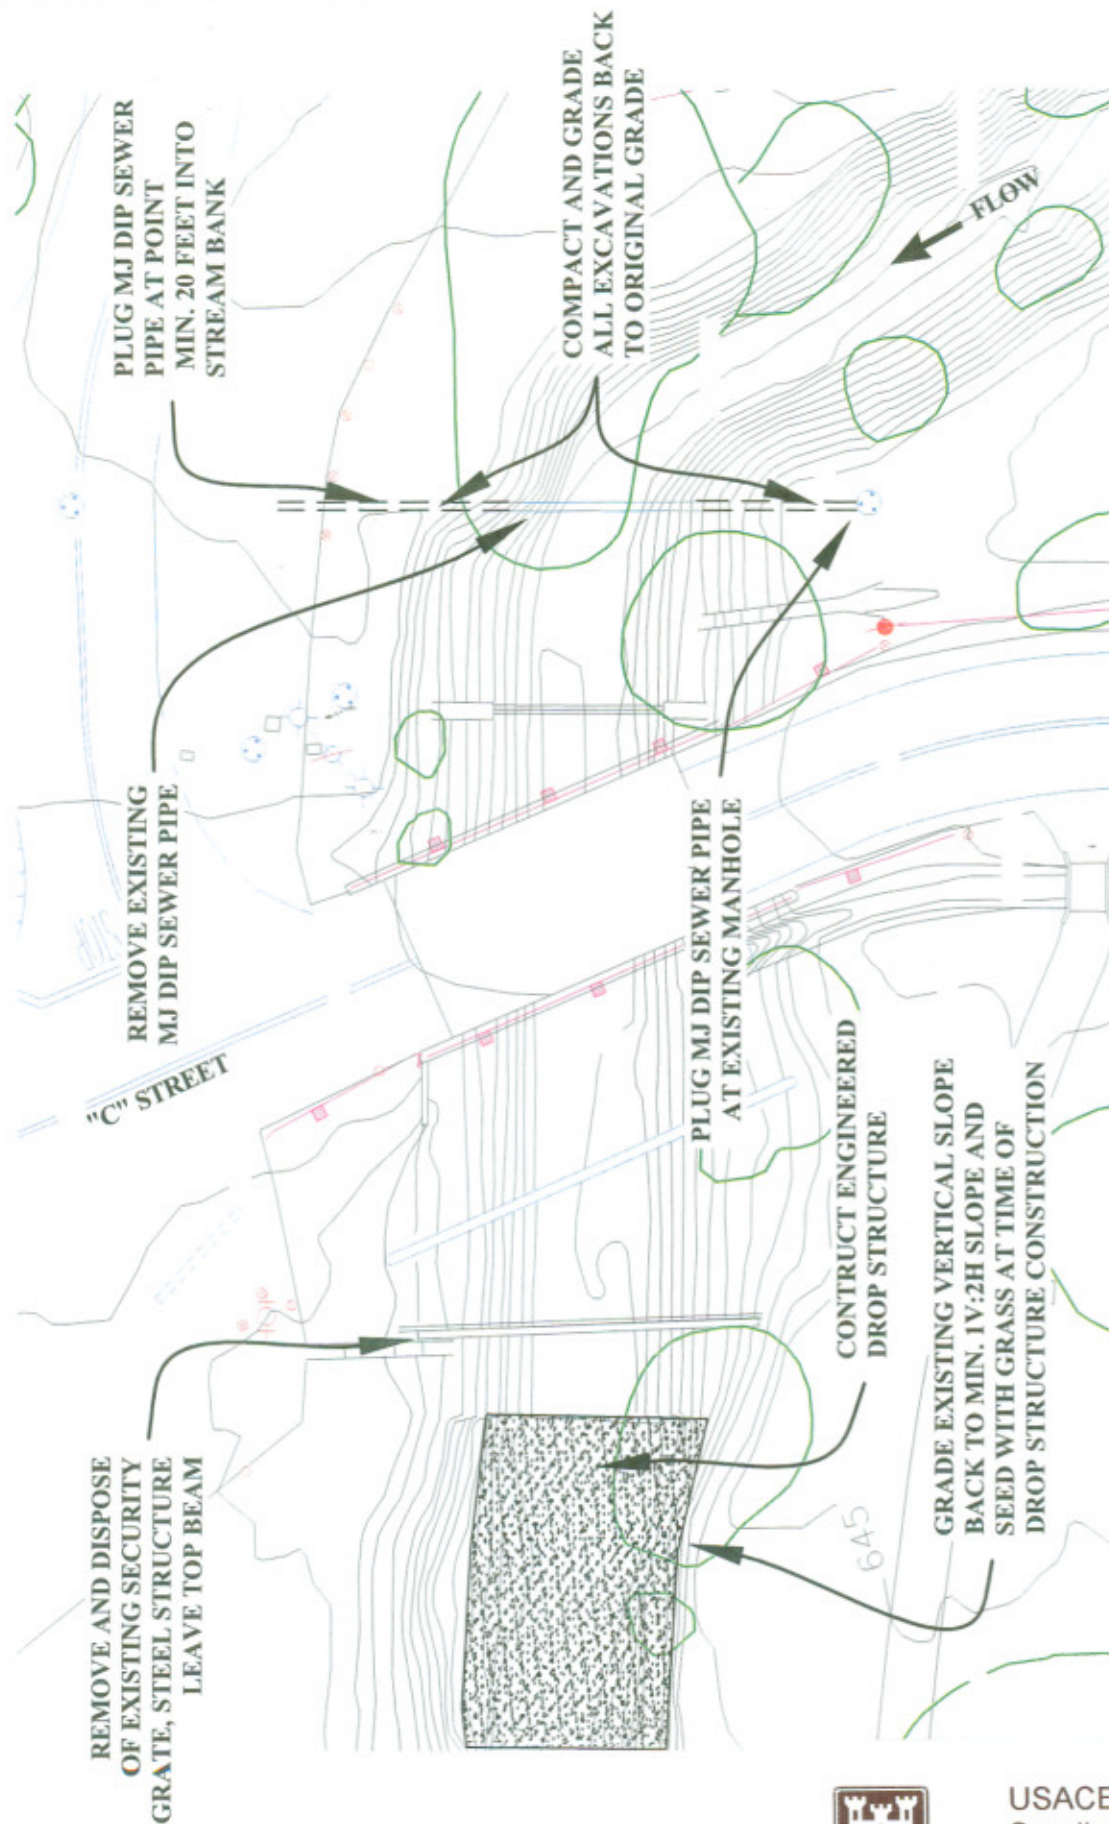 PLUG MJ DIP SEWER
PIPE AT POINT
MIN. 20 FEET INTO
STREAM BANK
COMPACT AND GRADE
ALL EXCAVATIONS BACK
TO ORIGINAL GRADE
FLOW
REMOVE EXISTING
MJ DIP SEWER PIPE
"C" STREET
PLUG MJ DIP SEWER PIPE
AT EXISTING MANHOLE
CONTRUCT ENGINEERED
DROP STRUCTURE
REMOVE AND DISPOSE
OF EXISTING SECURITY
GRATE, STEEL STRUCTURE
LEAVE TOP BEAM
GRADE EXISTING VERTICAL SLOPE
BACK TO MIN. 1V:2H SLOPE AND
SEED WITH GRASS AT TIME OF
DROP STRUCTURE CONSTRUCTION
645
USACE